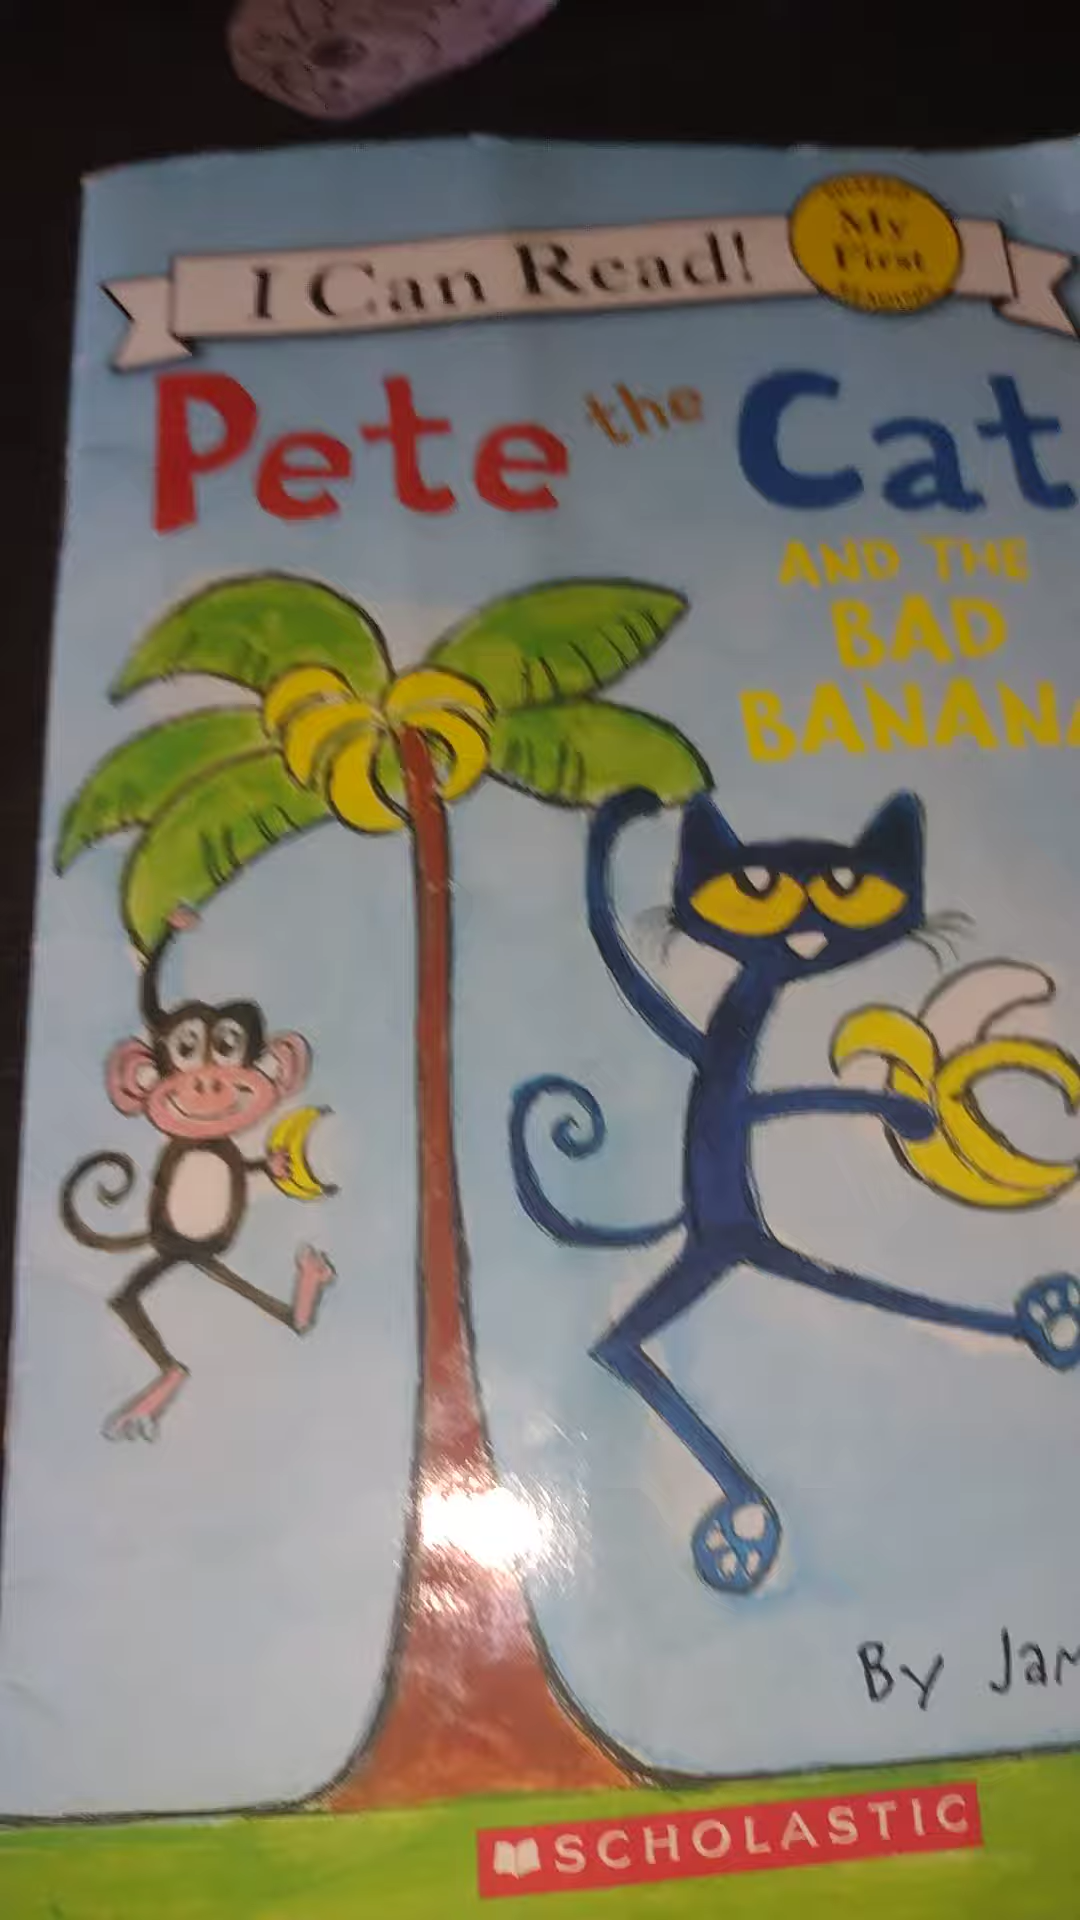 I Can Read!
My
First
Pete the Cat
AND THE
BAD
BANANA
By Jam
SCHOLASTIC